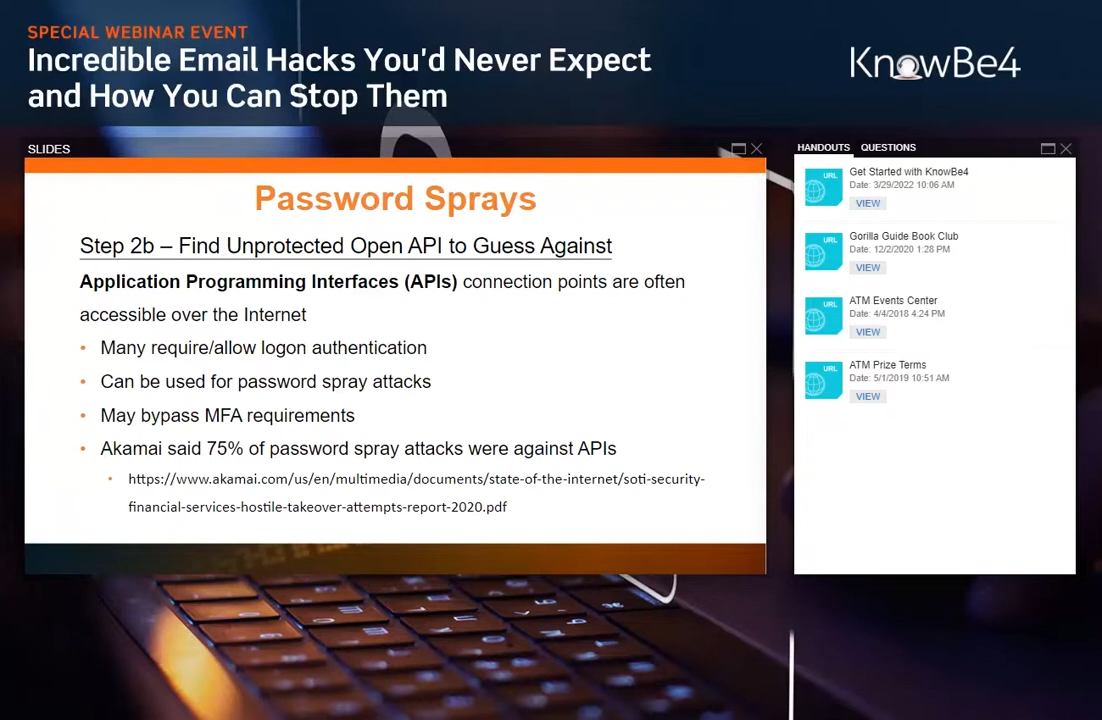 SPECIAL WEBINAR EVENT
Incredible Email Hacks You'd Never Expect
and How You Can Stop Them
KnowBe4
SLIDES
Password Sprays
Step 2b – Find Unprotected Open API to Guess Against
Application Programming Interfaces (APIs) connection points are often
accessible over the Internet
• Many require/allow logon authentication
• Can be used for password spray attacks
• May bypass MFA requirements
• Akamai said 75% of password spray attacks were against APIs
• https://www.akamai.com/us/en/multimedia/documents/state-of-the-internet/soti-security-
financial-services-hostile-takeover-attempts-report-2020.pdf
HANDOUTS QUESTIONS
URL
Get Started with KnowBe4
Date: 3/29/2022 10:06 AM
VIEW
URL
Gorilla Guide Book Club
Date: 12/2/2020 1:28 PM
VIEW
URL
ATM Events Center
Date: 4/4/2018 4:24 PM
VIEW
URL
ATM Prize Terms
Date: 5/1/2019 10:51 AM
VIEW